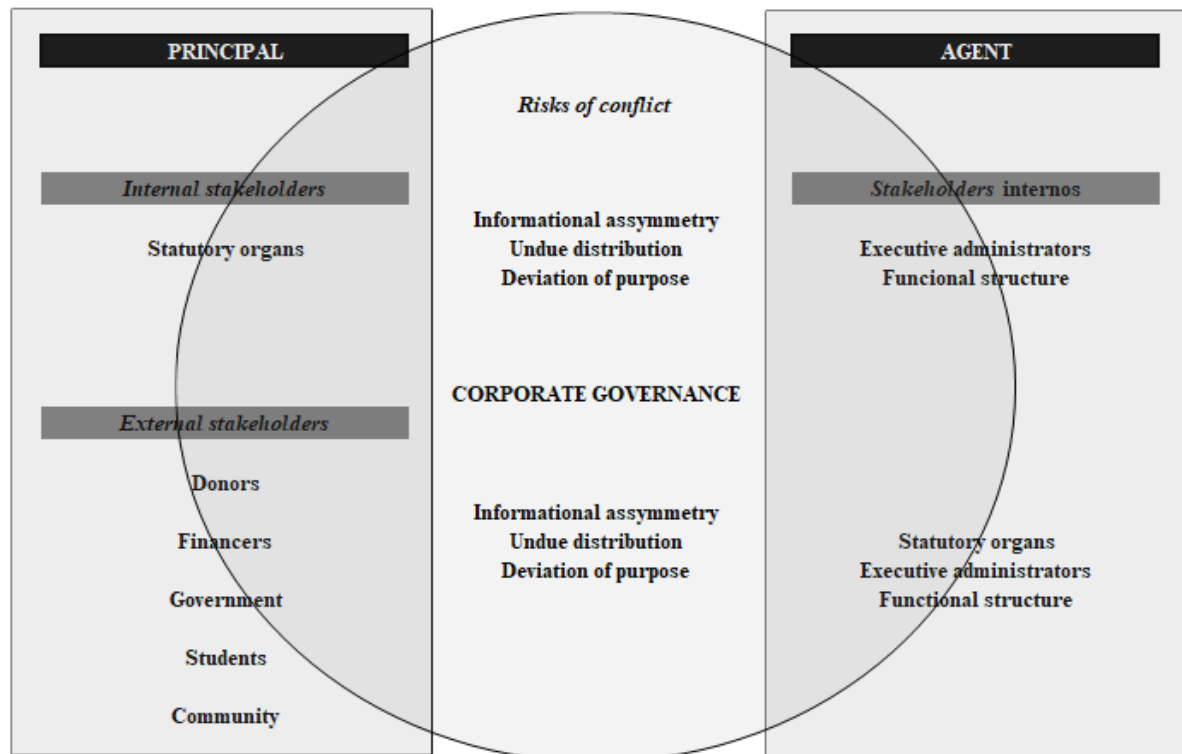 PRINCIPAL
Internal stakeholders
Statutory organs
External stakeholders
Donors
Financers
Government
Students
Community
Risks of conflict
Informational assymmetry
Undue distribution
Deviation of purpose
CORPORATE GOVERNANCE
Informational assymmetry
Undue distribution
Deviation of purpose
AGENT
Stakeholders internos
Executive administrators
Funcional structure
Statutory organs
Executive administrators
Functional structure